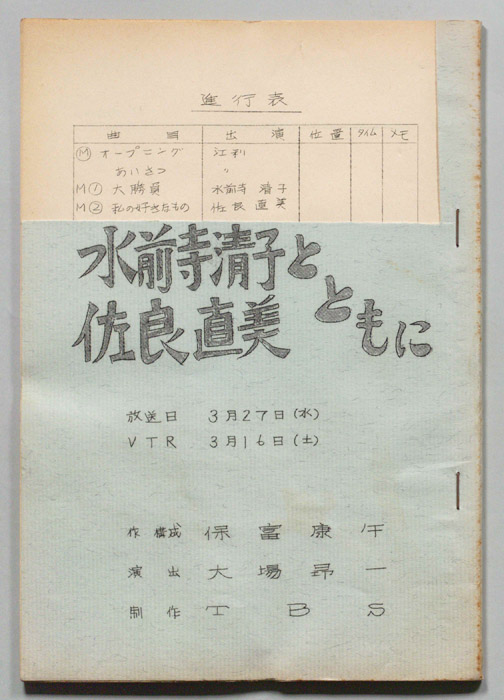 進行表
曲目 出演 位置 タイム メモ
Ⓜ オープニング 江利
あいさつ 〃
M① 大勝負 水前寺 清子
M② 私の好きなもの 佐良 直美
水前寺清子と
佐良直美
ともに
放送日 3月27日(水)
VTR 3月16日(土)
作 構成 保富康午
演出 大場昂一
制作 TBS